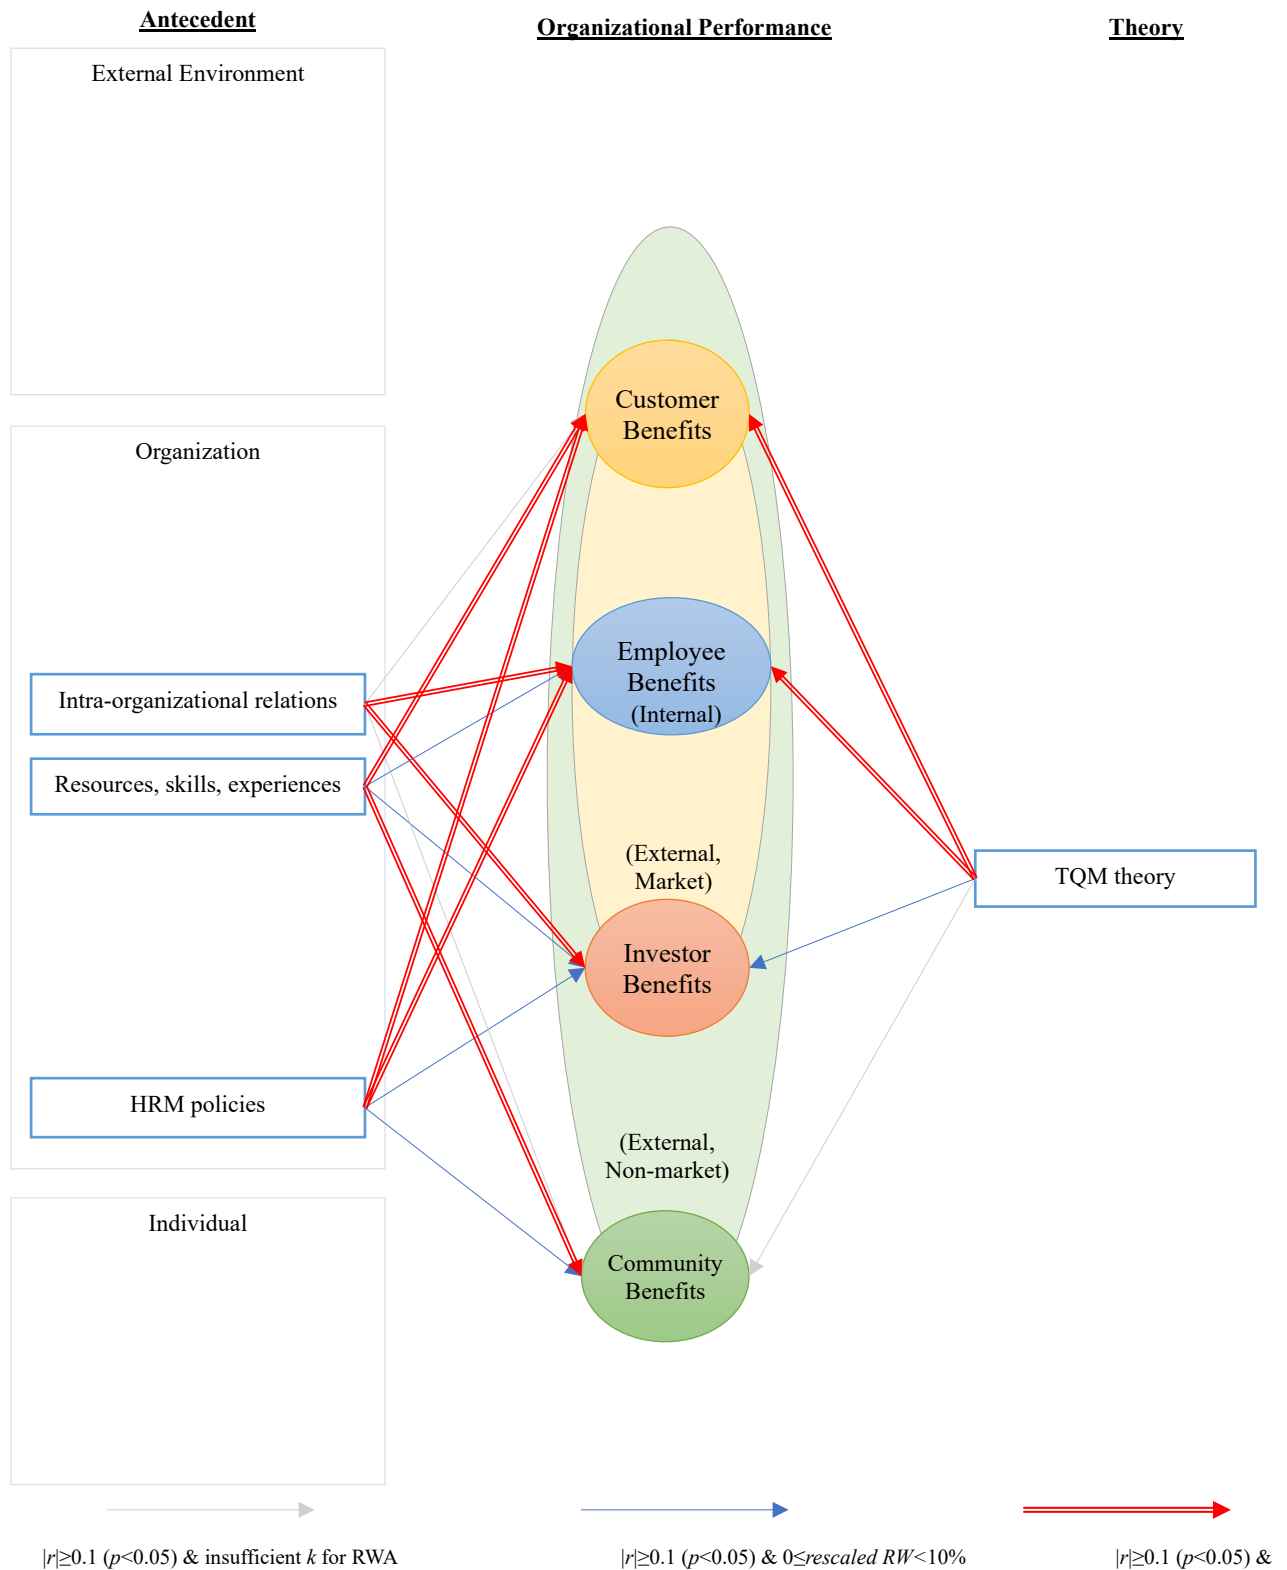 Antecedent
Organizational Performance
Theory
External Environment
Customer
Benefits
Organization
Employee
Benefits
(Internal)
Intra-organizational relations
Resources, skills, experiences
(External,
Market)
TQM theory
Investor
Benefits
HRM policies
(External,
Non-market)
Individual
Community
Benefits
|r|≥0.1 (p<0.05) & insufficient k for RWA
|r|≥0.1 (p<0.05) & 0≤rescaled RW<10%
|r|≥0.1 (p<0.05) &